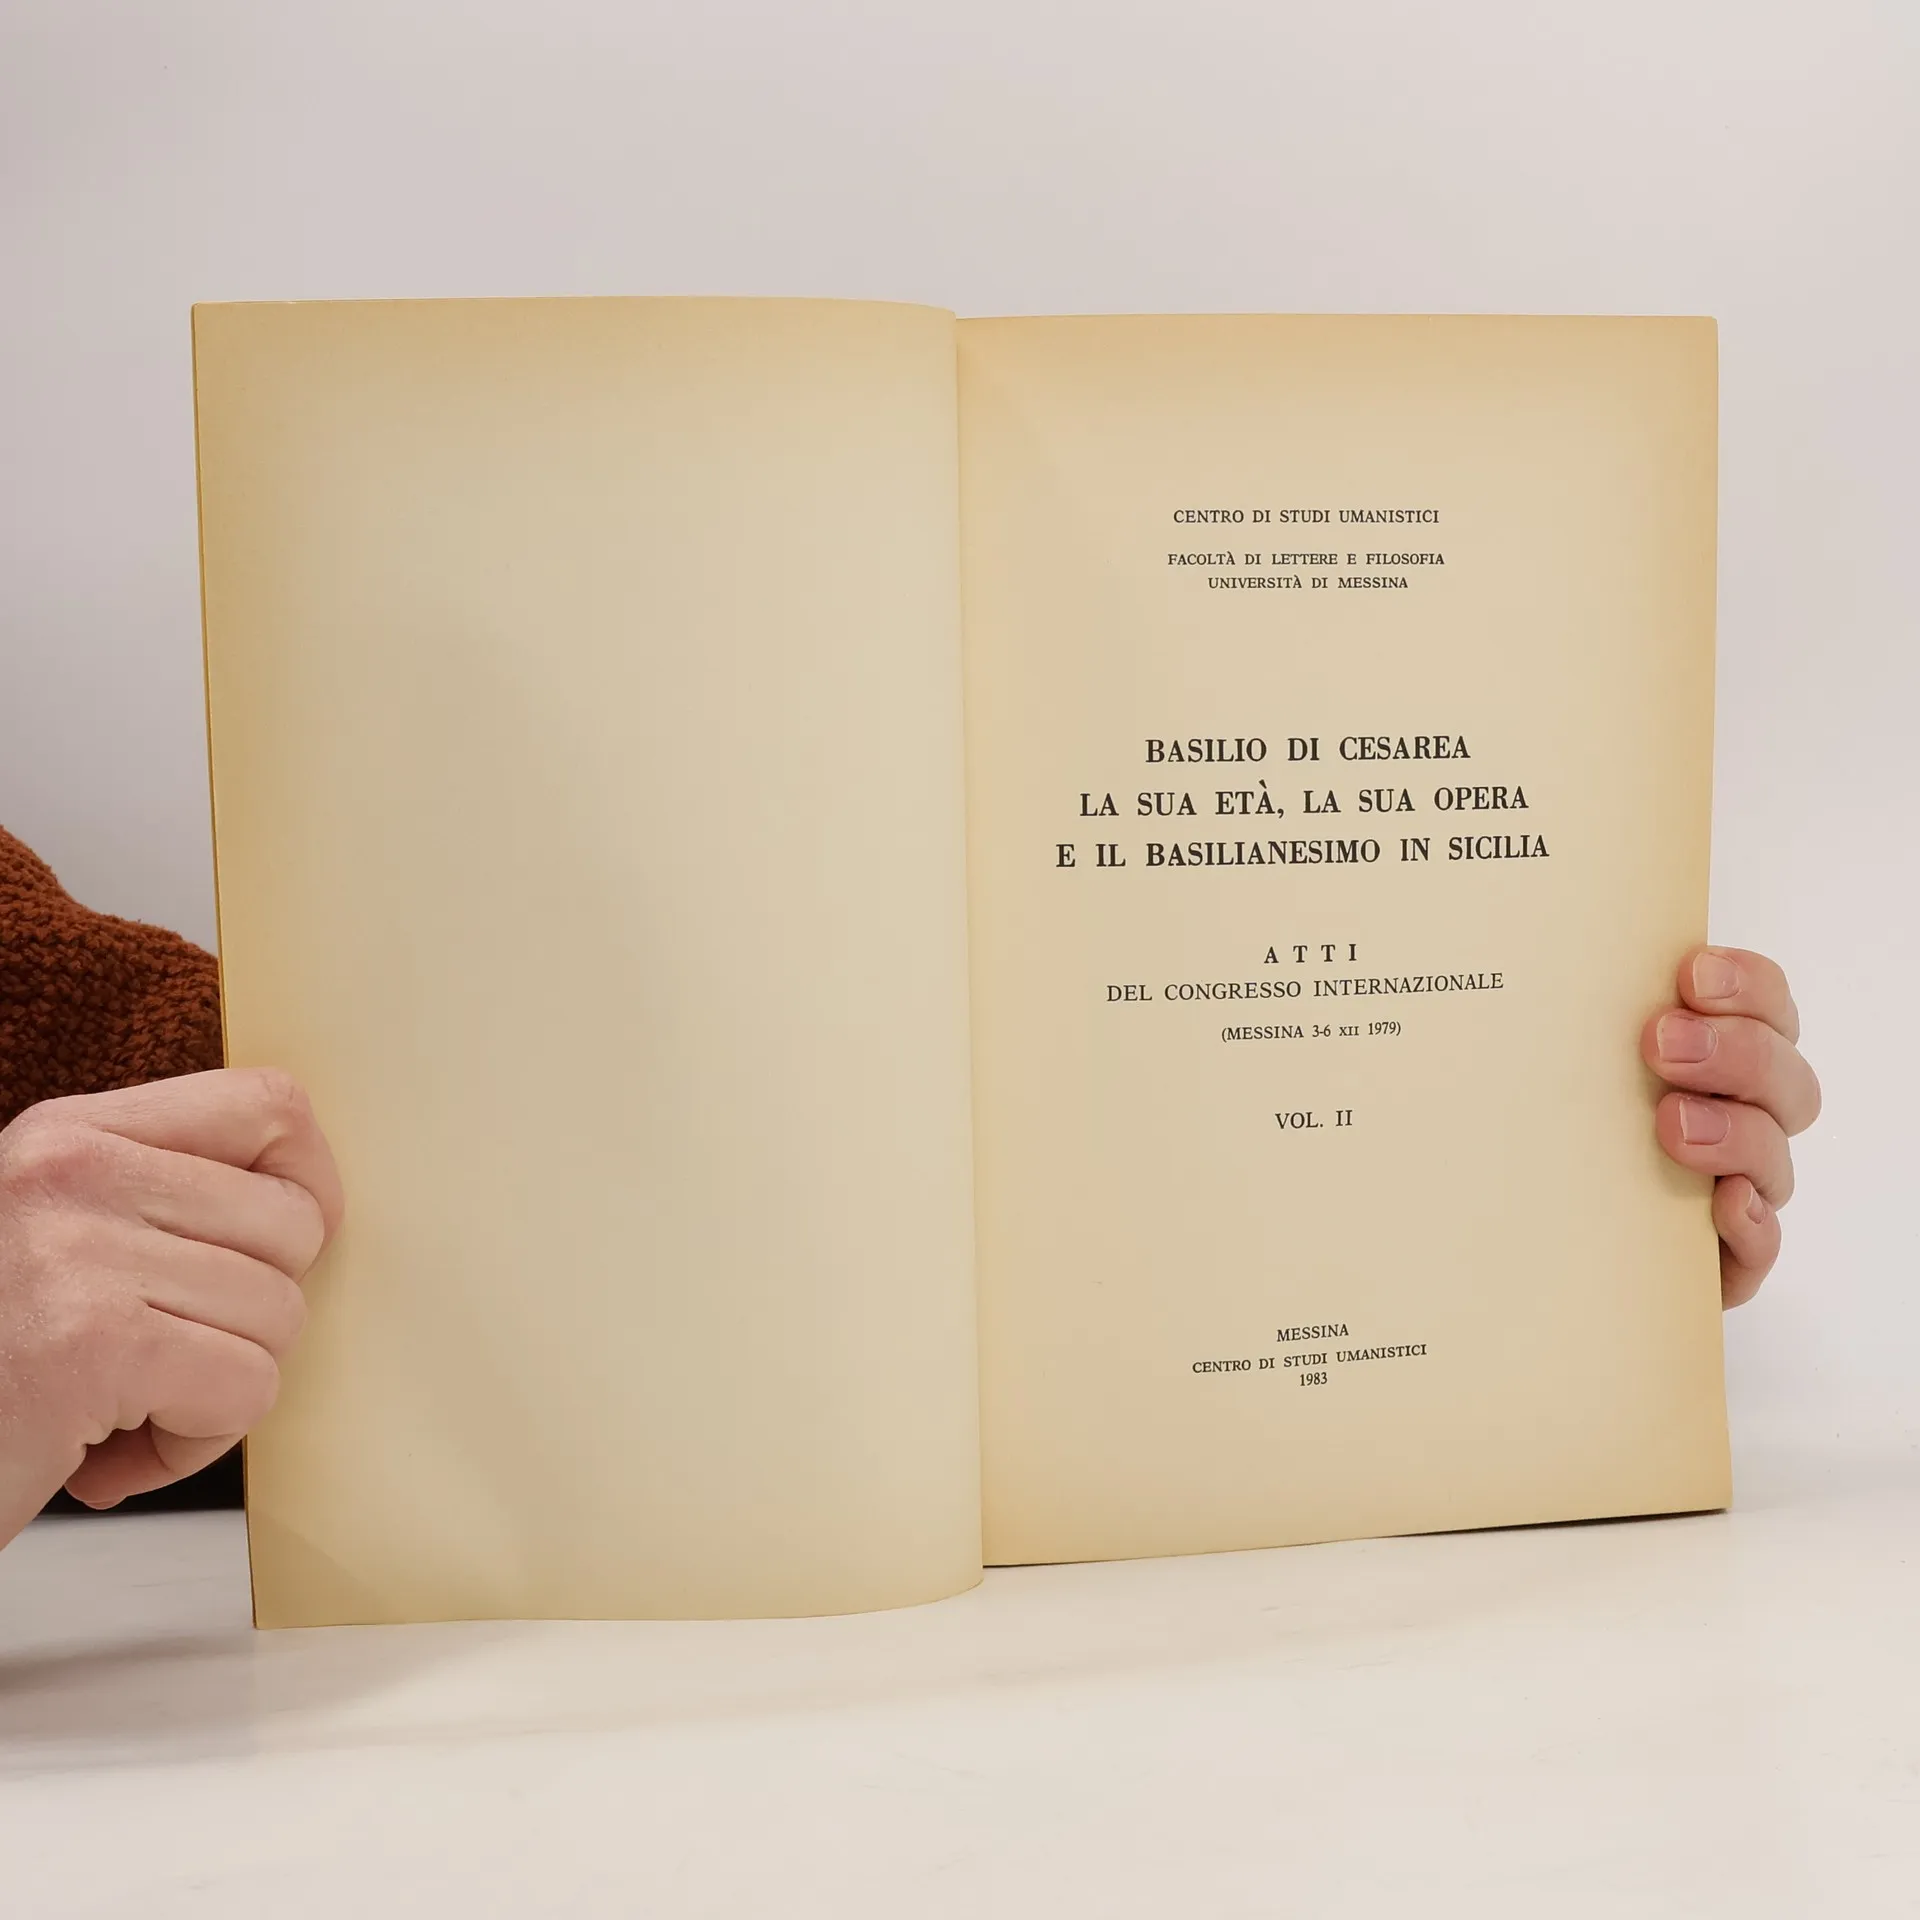 CENTRO DI STUDI UMANISTICI
FACOLTÀ DI LETTERE E FILOSOFIA
UNIVERSITÀ DI MESSINA
BASILIO DI CESAREA
LA SUA ETÀ, LA SUA OPERA
E IL BASILIANESIMO IN SICILIA
ATTI
DEL CONGRESSO INTERNAZIONALE
(MESSINA 3-6 XII 1979)
VOL. II
MESSINA
CENTRO DI STUDI UMANISTICI
1983